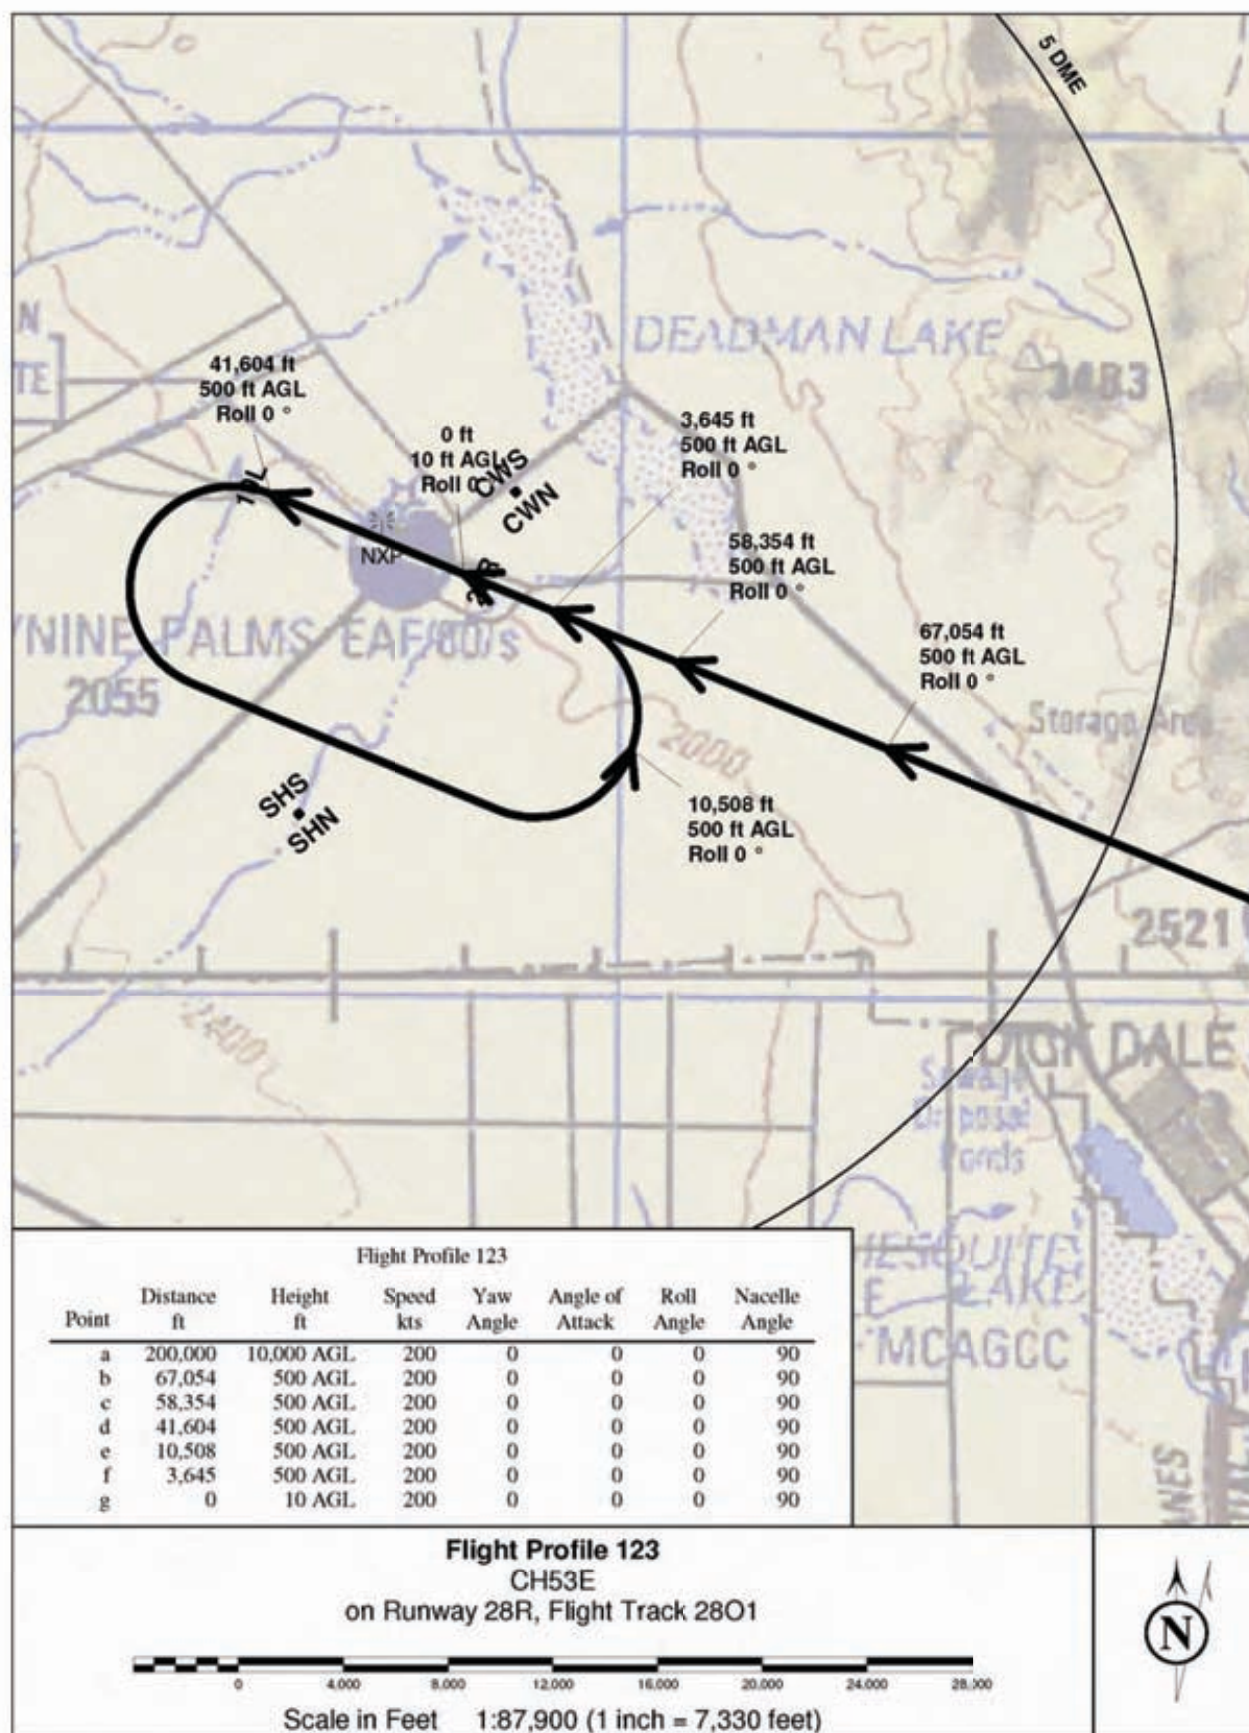 5 DME
DEADMAN LAKE
3483
N
TE
41,604 ft
500 ft AGL
Roll 0 °
0 ft
10 ft AGL
Roll 0
3,645 ft
500 ft AGL
Roll 0 °
CWS
CWN
58,354 ft
500 ft AGL
Roll 0 °
NXP
YNINE PALMS EAF/80/s
2055
67,054 ft
500 ft AGL
Roll 0 °
Storage Area
2000
SHS
SHN
10,508 ft
500 ft AGL
Roll 0 °
2521
2400
DALE
Ponds
MESQUITE
LAKE
MCAGCC
Flight Profile 123
Point Distance ft Height ft Speed kts Yaw Angle Angle of Attack Roll Angle Nacelle Angle
a 200,000 10,000 AGL 200 0 0 0 90
b 67,054 500 AGL 200 0 0 0 90
c 58,354 500 AGL 200 0 0 0 90
d 41,604 500 AGL 200 0 0 0 90
e 10,508 500 AGL 200 0 0 0 90
f 3,645 500 AGL 200 0 0 0 90
g 0 10 AGL 200 0 0 0 90
Flight Profile 123
CH53E
on Runway 28R, Flight Track 28O1
0 4,000 8,000 12,000 16,000 20,000 24,000 28,000
Scale in Feet 1:87,900 (1 inch = 7,330 feet)
N